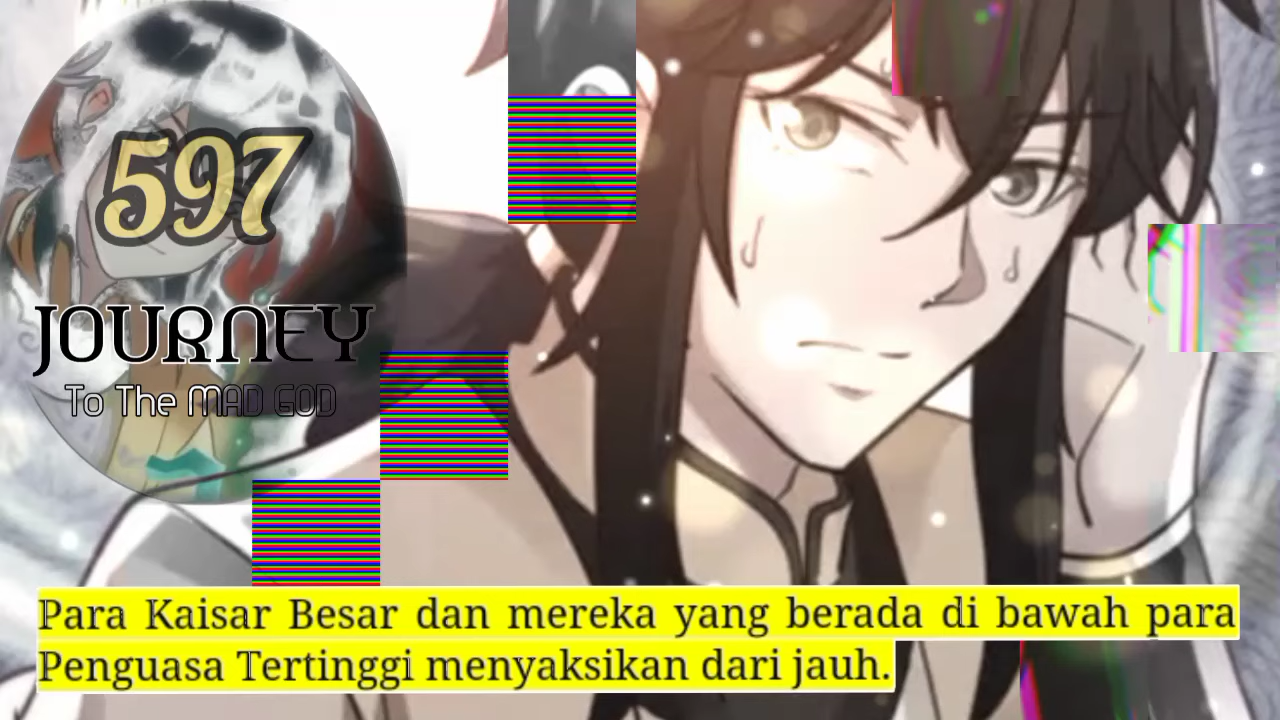 597
JOURNEY
To The MAD GOD
Para Kaisar Besar dan mereka yang berada di bawah para
Penguasa Tertinggi menyaksikan dari jauh.